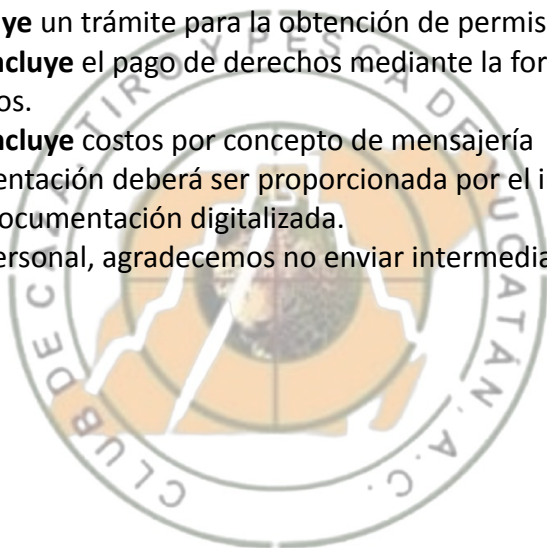 ye un trámite para la obtención de permis
ncluye el pago de derechos mediante la for
os.
ncluye costos por concepto de mensajería
entación deberá ser proporcionada por el i
ocumentación digitalizada.
ersonal, agradecemos no enviar intermedia
CLUB DE CAZA, TIRO Y PESCA DE YUCATÁN, A.C.